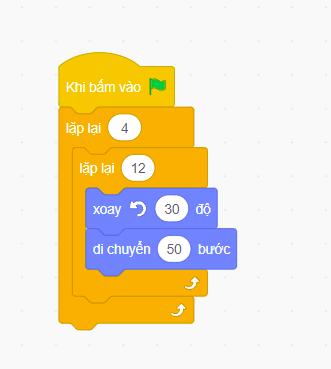 Khi bấm vào
lặp lại 4
lặp lại 12
xoay 30 độ
di chuyển 50 bước